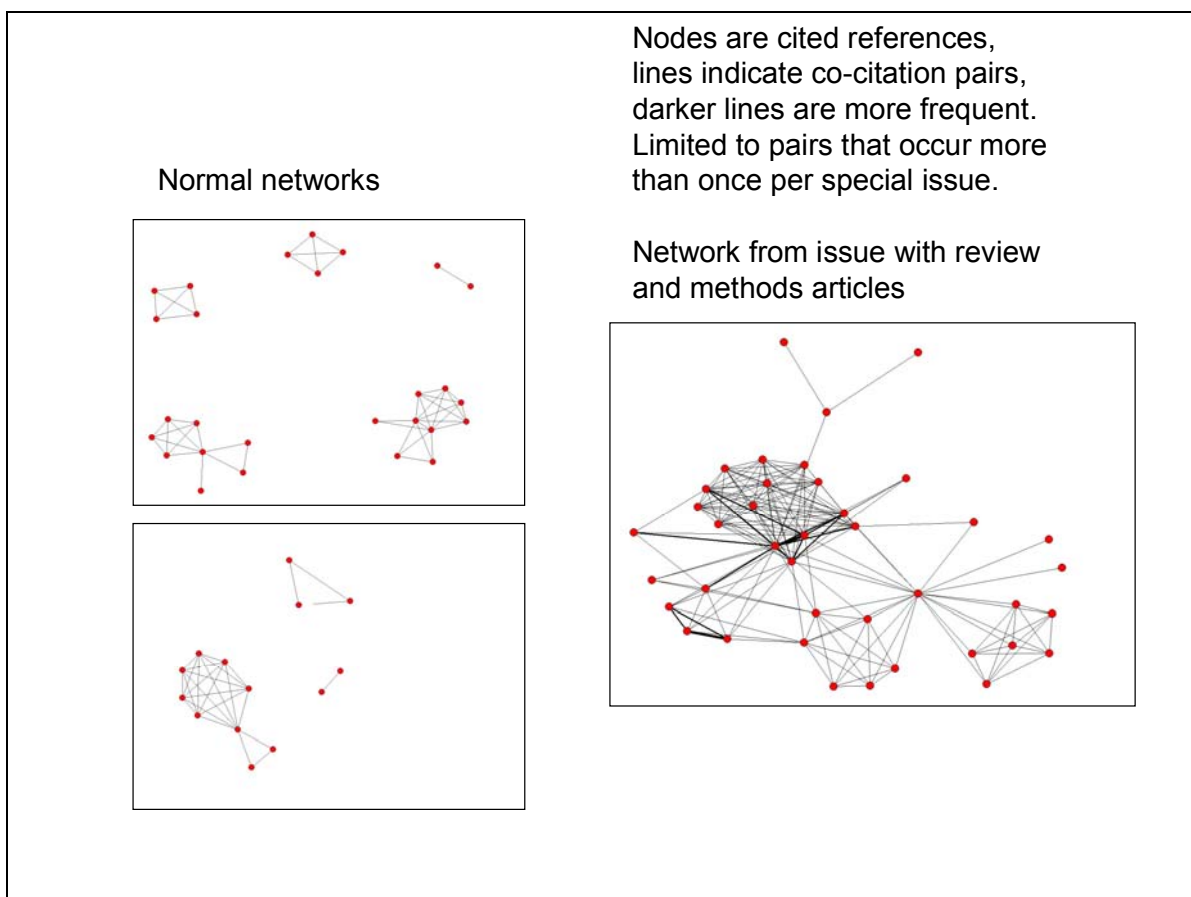 Normal networks
Nodes are cited references,
lines indicate co-citation pairs,
darker lines are more frequent.
Limited to pairs that occur more
than once per special issue.
Network from issue with review
and methods articles